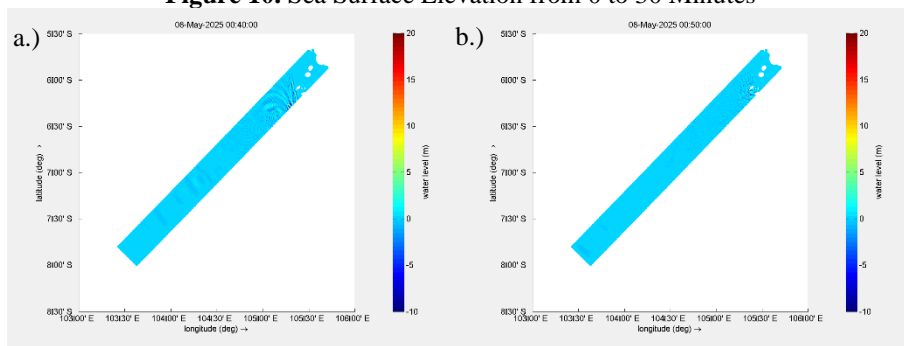 Figure 10. Sea Surface Elevation from 0 to 30 Minutes
a.)
06-May-2025 00:40:00
5°30' S
6°00' S
6°30' S
7°00' S
7°30' S
8°00' S
8°30' S
latitude (deg) →
103°00' E 103°30' E 104°00' E 104°30' E 105°00' E 105°30' E 106°00' E
longitude (deg) →
20
15
10
5
0
-5
-10
water level (m)
b.)
06-May-2025 00:50:00
5°30' S
6°00' S
6°30' S
7°00' S
7°30' S
8°00' S
8°30' S
latitude (deg) →
103°00' E 103°30' E 104°00' E 104°30' E 105°00' E 105°30' E 106°00' E
longitude (deg) →
20
15
10
5
0
-5
-10
water level (m)